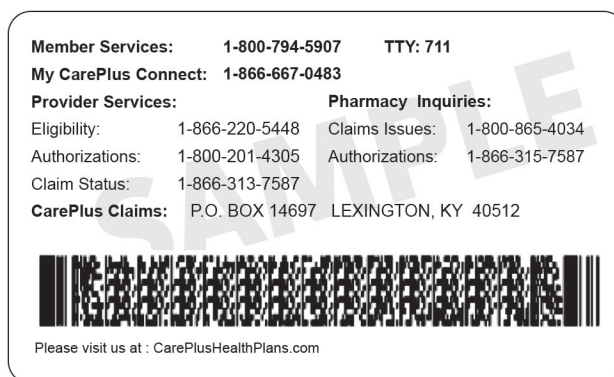 Member Services: 1-800-794-5907 TTY: 711
My CarePlus Connect: 1-866-667-0483
Provider Services: Pharmacy Inquiries:
Eligibility: 1-866-220-5448 Claims Issues: 1-800-865-4034
Authorizations: 1-800-201-4305 Authorizations: 1-866-315-7587
Claim Status: 1-866-313-7587
CarePlus Claims: P.O. BOX 14697 LEXINGTON, KY 40512
SAMPLE
Please visit us at : CarePlusHealthPlans.com